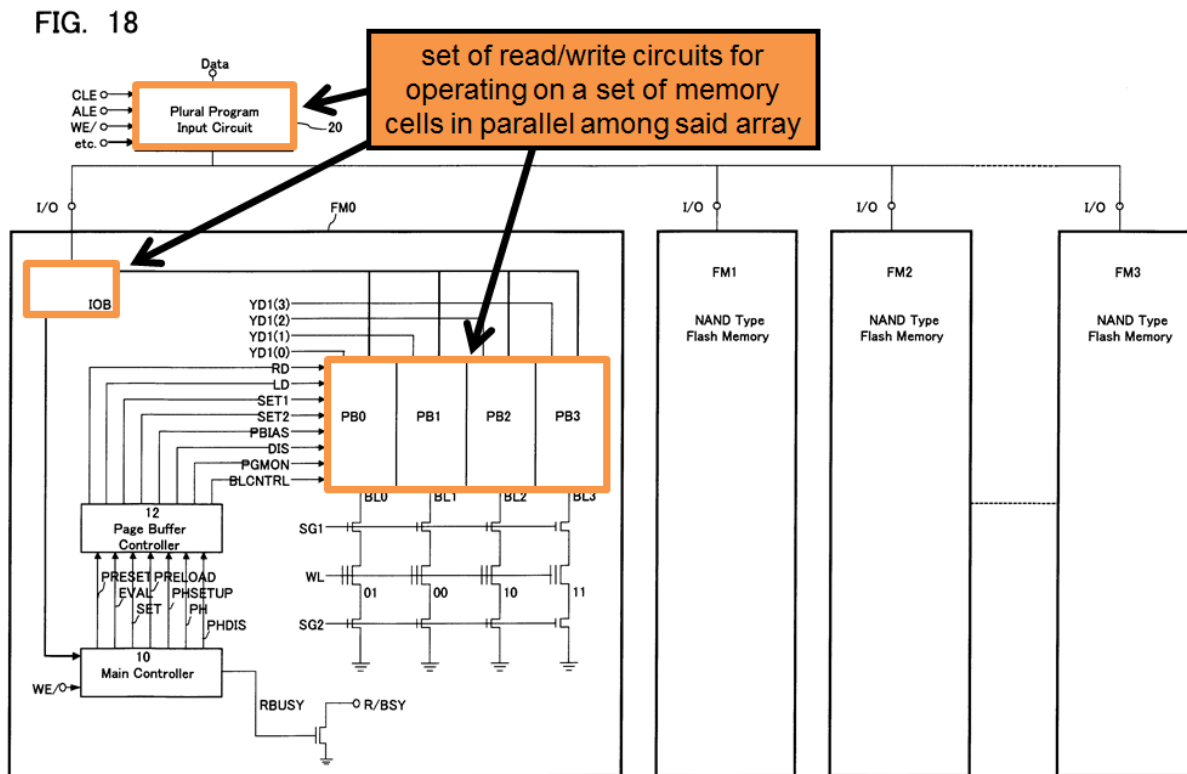 FIG. 18
set of read/write circuits for
operating on a set of memory
cells in parallel among said array
Data
CLE
ALE
WE/
etc.
Plural Program
Input Circuit
20
I/O
FM0
I/O
I/O
I/O
IOB
FM1
NAND Type
Flash Memory
FM2
NAND Type
Flash Memory
FM3
NAND Type
Flash Memory
YD1(3)
YD1(2)
YD1(1)
YD1(0)
RD
LD
SET1
SET2
PBIAS
DIS
PGMON
BLCNTRL
PB0
PB1
PB2
PB3
BL0
BL1
BL2
BL3
12
Page Buffer
Controller
SG1
WL
01
00
10
11
SG2
PRESET
PRELOAD
EVAL
PHSETUP
SET
PH
PHDIS
10
Main Controller
WE/
RBUSY
R/BSY